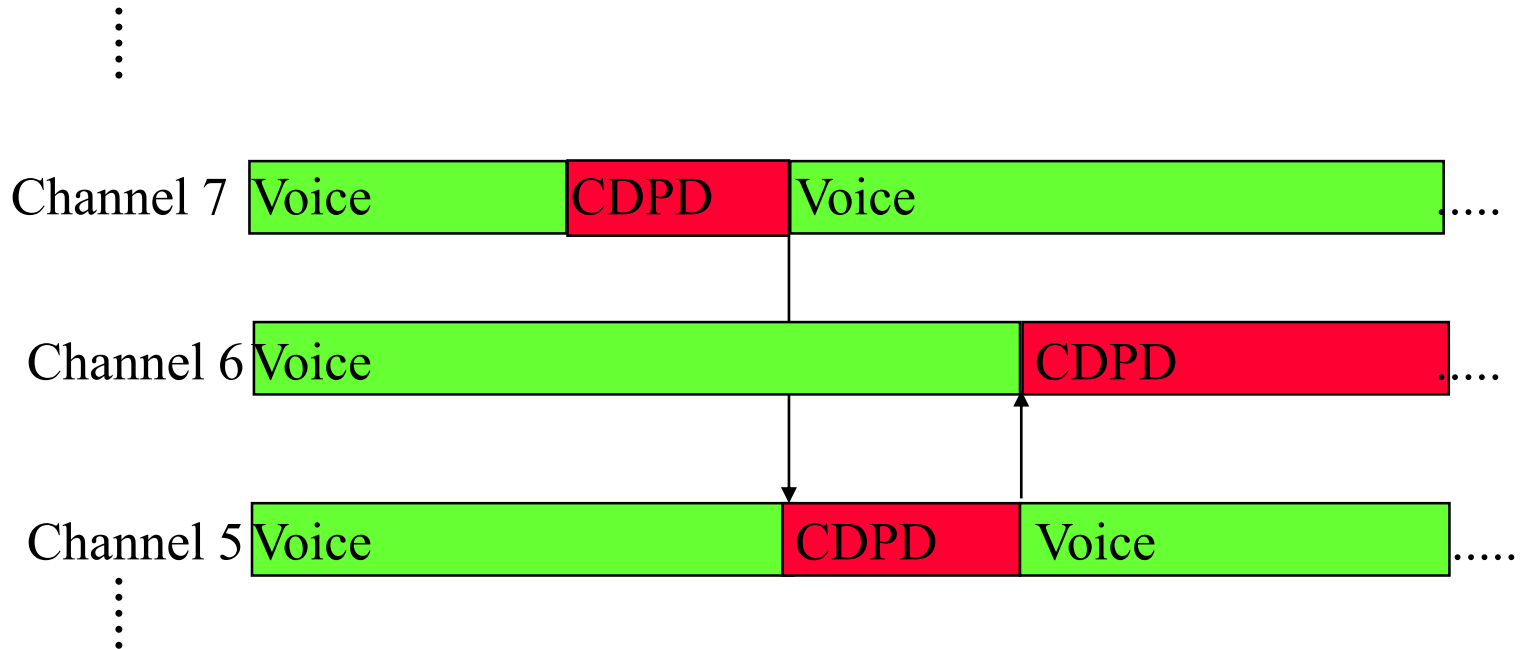 Channel 7 Voice CDPD Voice .....
Channel 6 Voice CDPD .....
Channel 5 Voice CDPD Voice .....